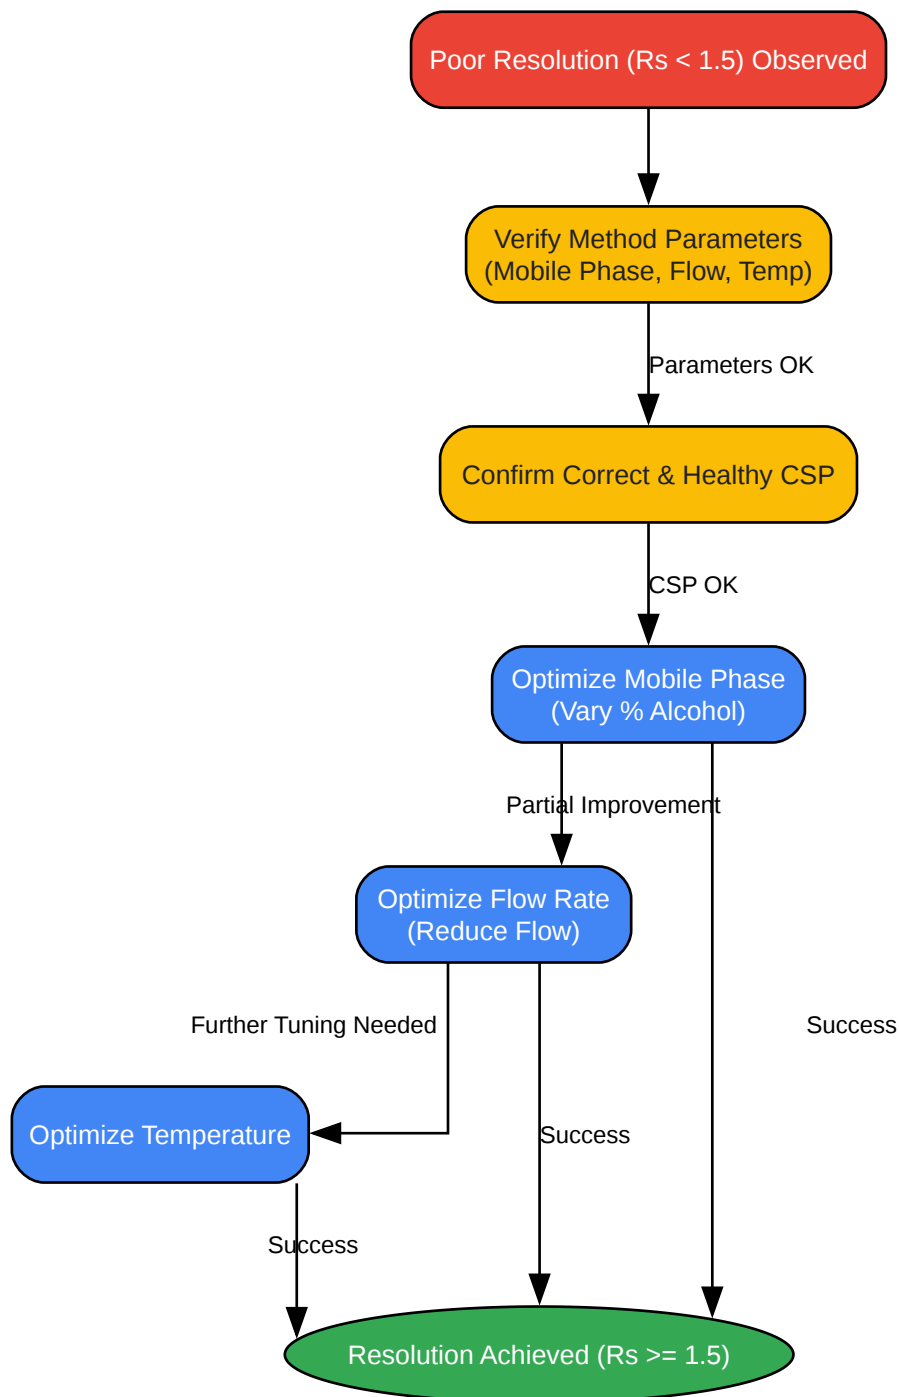 Poor Resolution (Rs < 1.5) Observed
Verify Method Parameters
(Mobile Phase, Flow, Temp)
Parameters OK
Confirm Correct & Healthy CSP
CSP OK
Optimize Mobile Phase
(Vary % Alcohol)
Partial Improvement
Optimize Flow Rate
(Reduce Flow)
Further Tuning Needed
Success
Optimize Temperature
Success
Success
Resolution Achieved (Rs >= 1.5)